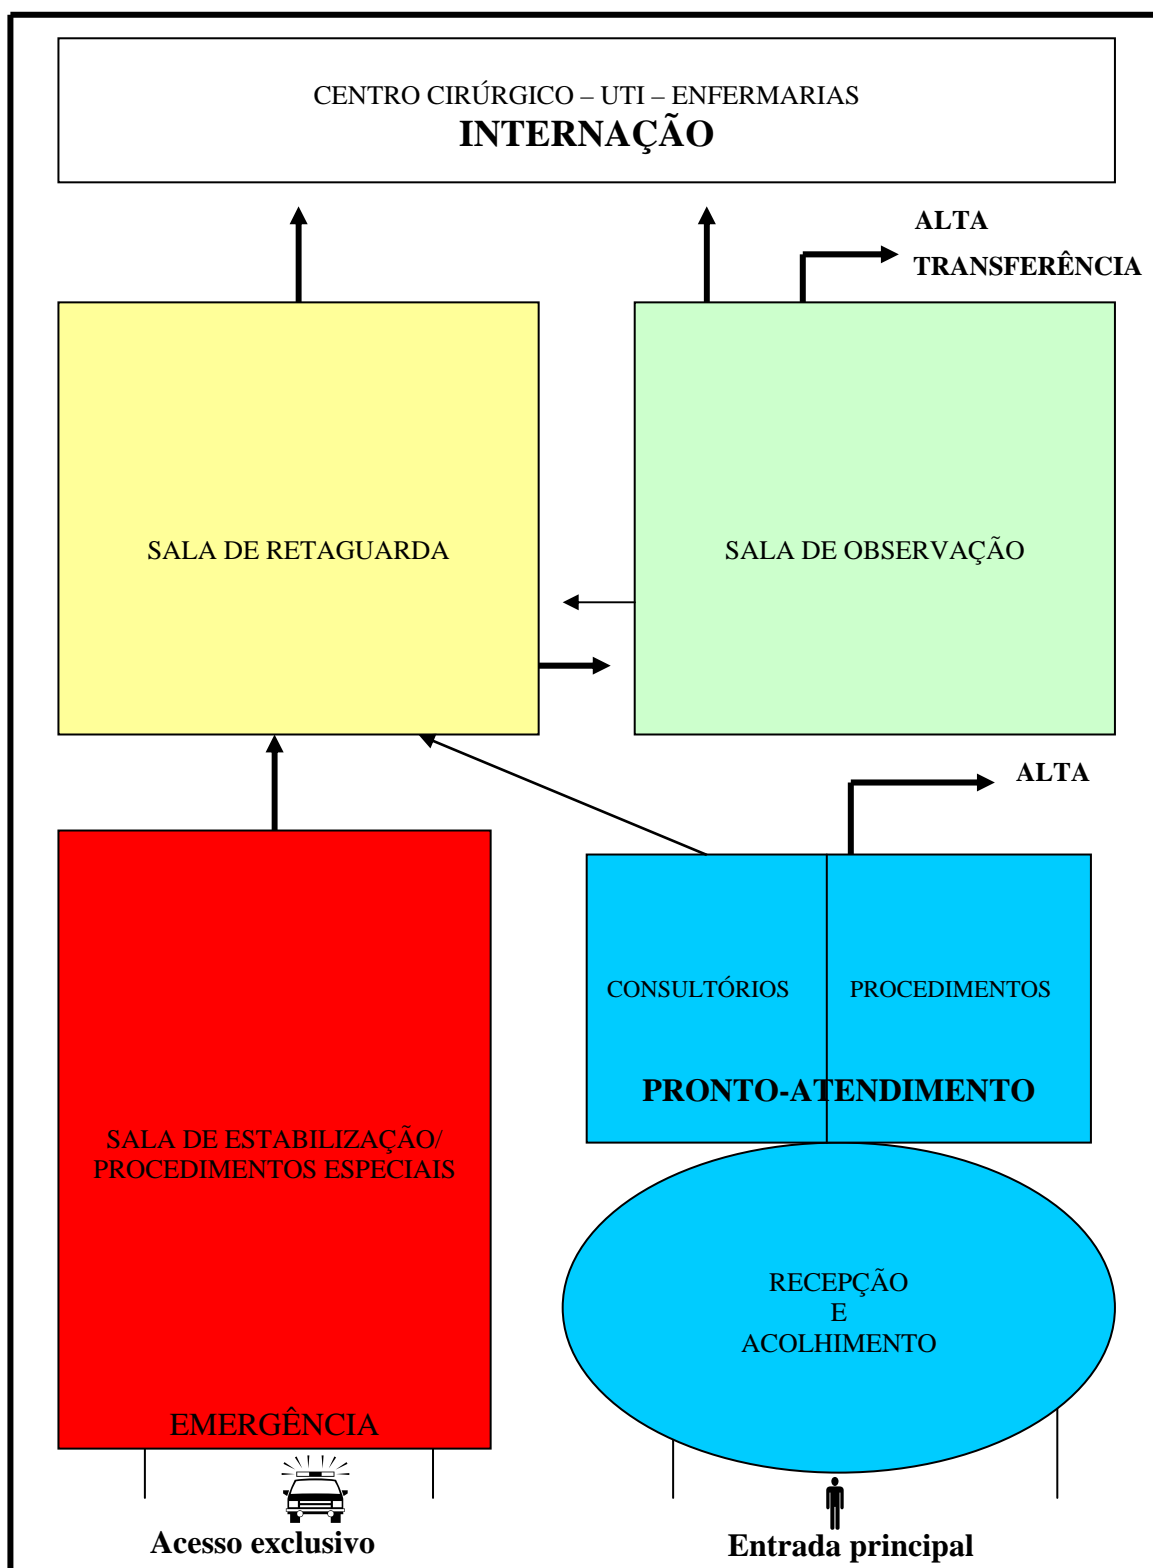 CENTRO CIRÚRGICO – UTI – ENFERMARIAS
INTERNAÇÃO
ALTA
TRANSFERÊNCIA
SALA DE RETAGUARDA
SALA DE OBSERVAÇÃO
ALTA
CONSULTÓRIOS
PROCEDIMENTOS
PRONTO-ATENDIMENTO
SALA DE ESTABILIZAÇÃO/
PROCEDIMENTOS ESPECIAIS
RECEPÇÃO
E
ACOLHIMENTO
EMERGÊNCIA
Acesso exclusivo
Entrada principal